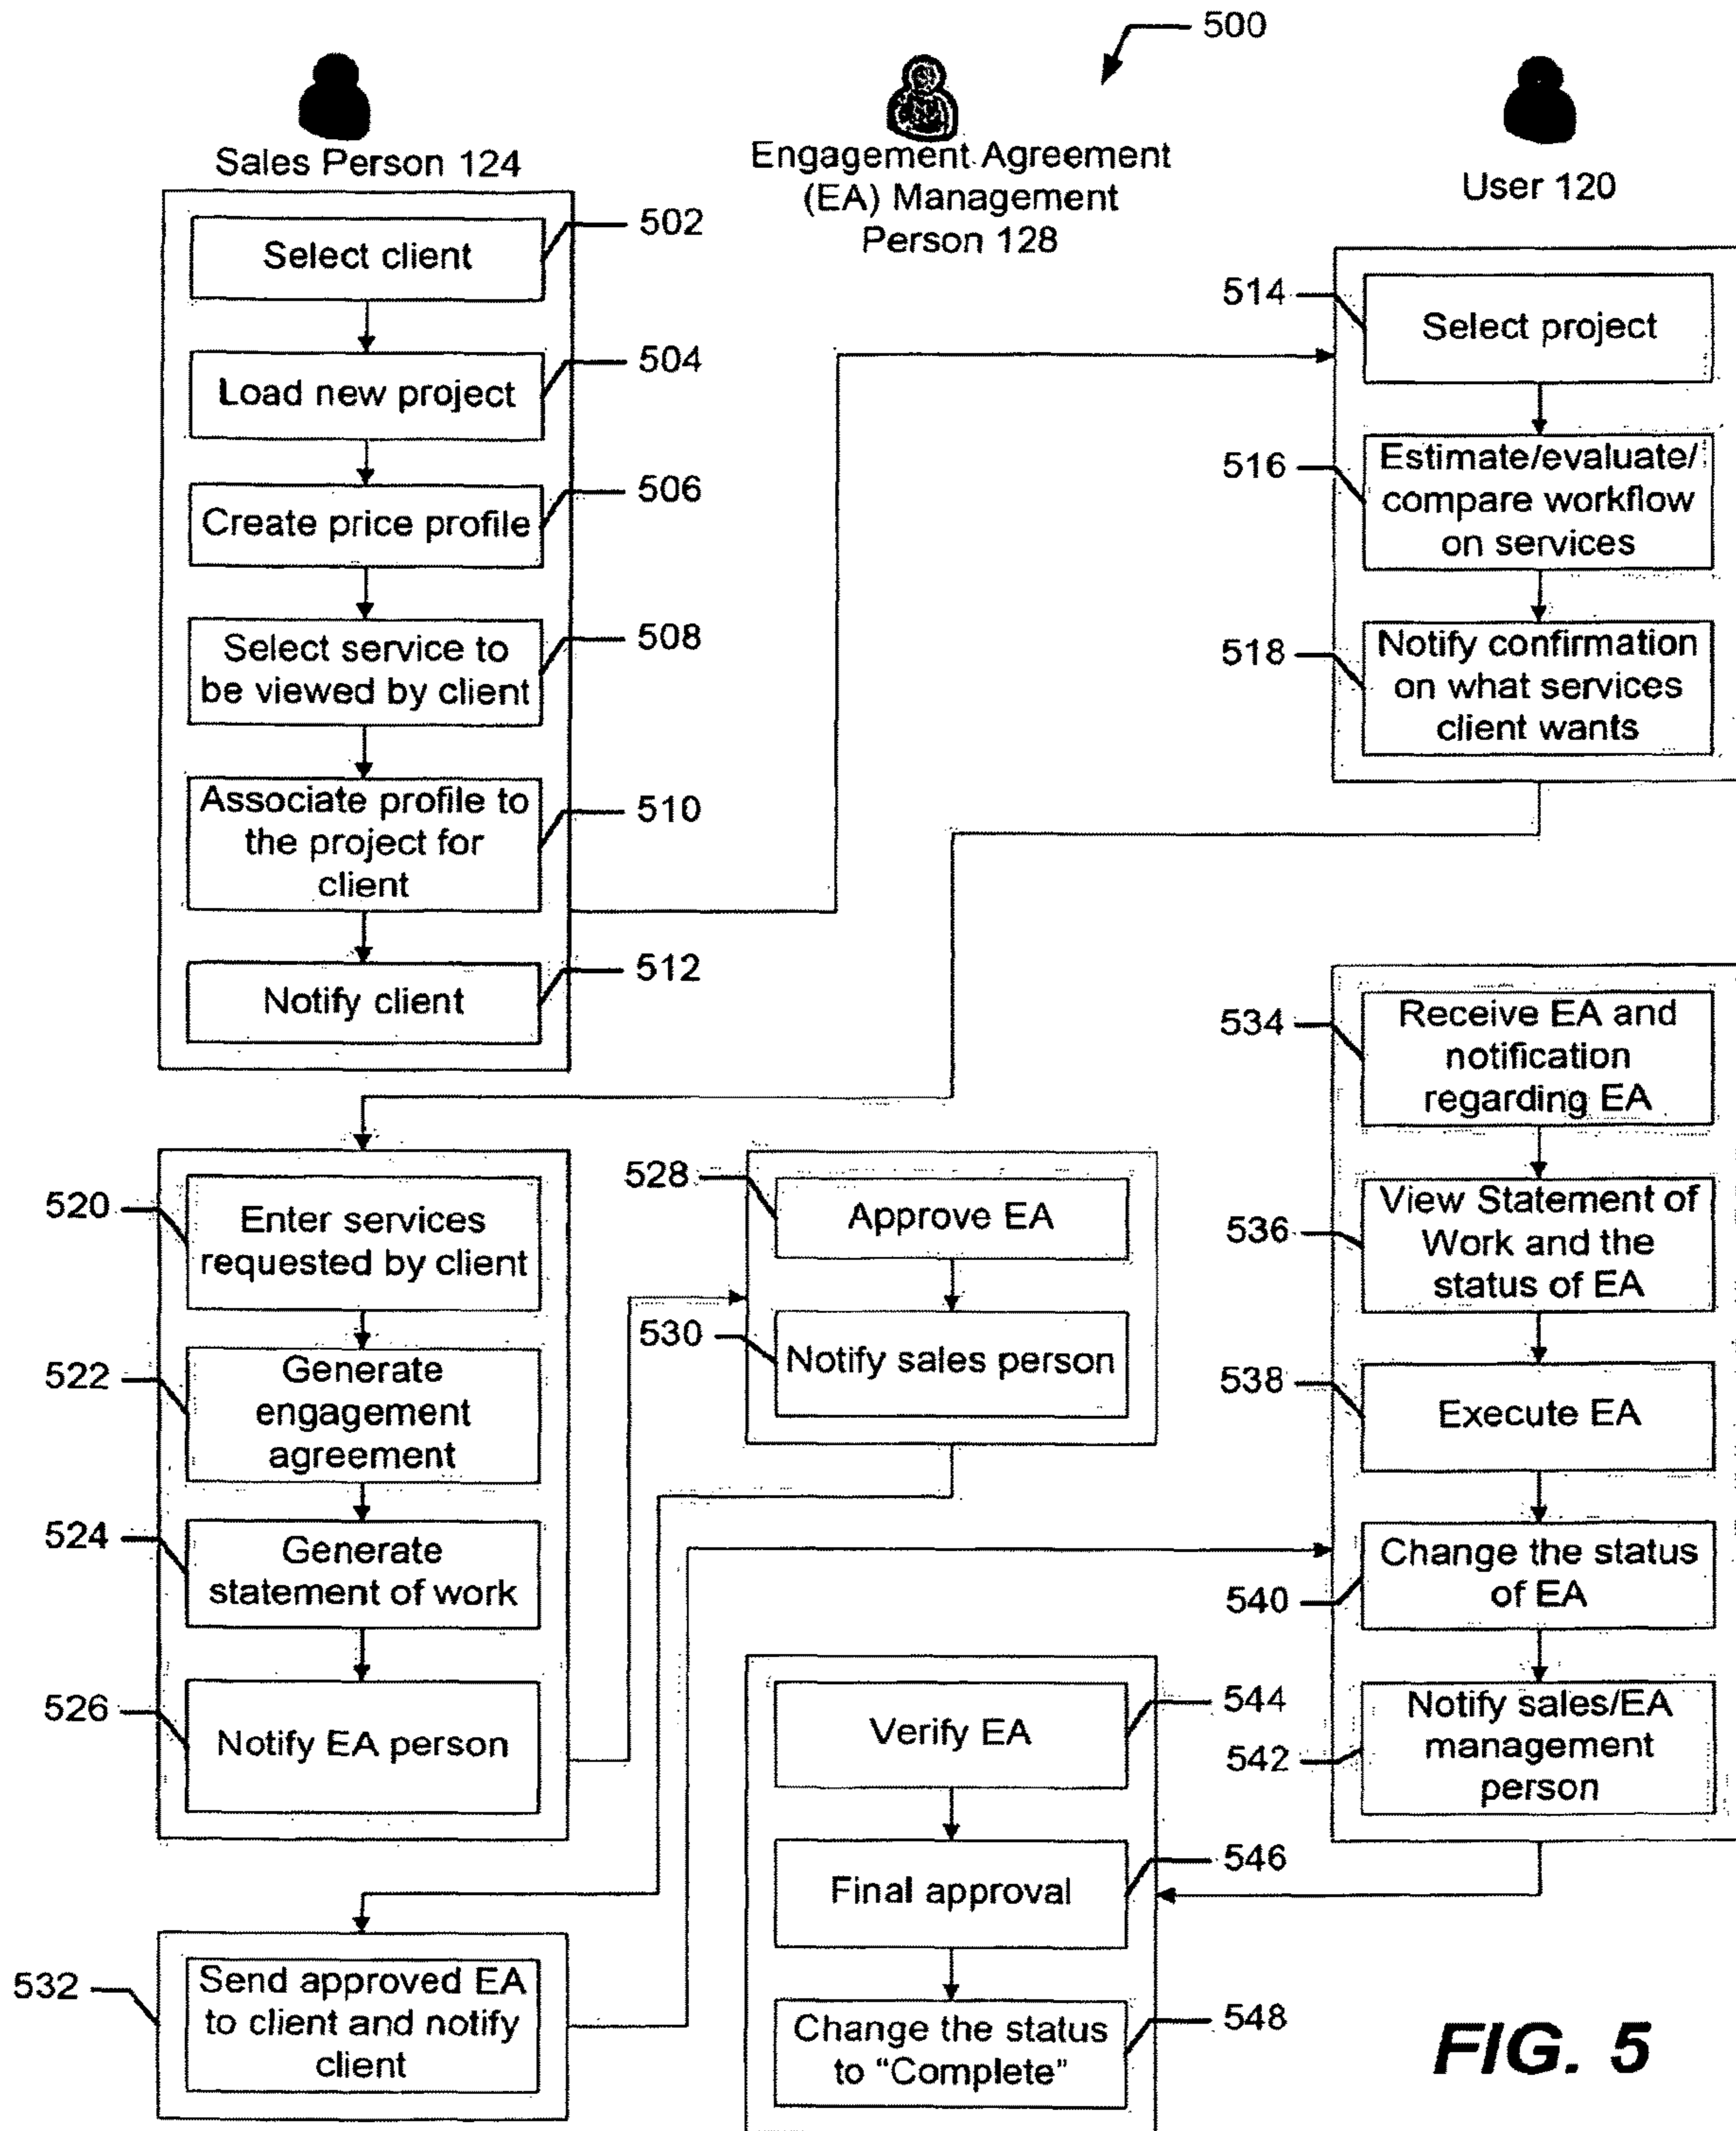 500
Sales Person 124
Engagement Agreement
(EA) Management
Person 128
User 120
Select client
502
Load new project
504
Create price profile
506
Select service to
be viewed by client
508
Associate profile to
the project for
client
510
Notify client
512
514
Select project
516
Estimate/evaluate/
compare workflow
on services
518
Notify confirmation
on what services
client wants
520
Enter services
requested by client
522
Generate
engagement
agreement
524
Generate
statement of work
526
Notify EA person
528
Approve EA
530
Notify sales person
532
Send approved EA
to client and notify
client
534
Receive EA and
notification
regarding EA
536
View Statement of
Work and the
status of EA
538
Execute EA
540
Change the status
of EA
542
Notify sales/EA
management
person
Verify EA
544
Final approval
546
Change the status
to “Complete”
548
FIG. 5